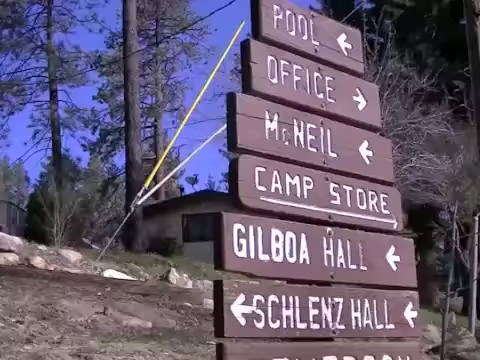 POOL ←
OFFICE →
McNEIL ←
CAMP STORE
GILBOA HALL ←
← SCHLENZ HALL →